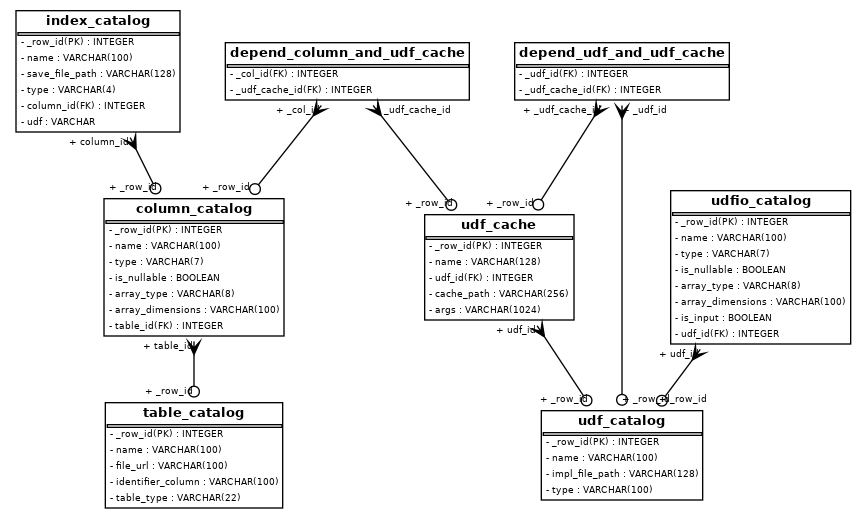 index_catalog
- _row_id(PK) : INTEGER
- name : VARCHAR(100)
- save_file_path : VARCHAR(128)
- type : VARCHAR(4)
- column_id(FK) : INTEGER
- udf : VARCHAR
depend_column_and_udf_cache
- _col_id(FK) : INTEGER
- _udf_cache_id(FK) : INTEGER
depend_udf_and_udf_cache
- _udf_id(FK) : INTEGER
- _udf_cache_id(FK) : INTEGER
+ _col_id
_udf_cache_id
+ _udf_cache_id
_udf_id
+ column_id
+ _row_id
+ _row_id
+ _row_id
+ _row_id
column_catalog
- _row_id(PK) : INTEGER
- name : VARCHAR(100)
- type : VARCHAR(7)
- is_nullable : BOOLEAN
- array_type : VARCHAR(8)
- array_dimensions : VARCHAR(100)
- table_id(FK) : INTEGER
udf_cache
- _row_id(PK) : INTEGER
- name : VARCHAR(128)
- udf_id(FK) : INTEGER
- cache_path : VARCHAR(256)
- args : VARCHAR(1024)
udfio_catalog
- _row_id(PK) : INTEGER
- name : VARCHAR(100)
- type : VARCHAR(7)
- is_nullable : BOOLEAN
- array_type : VARCHAR(8)
- array_dimensions : VARCHAR(100)
- is_input : BOOLEAN
- udf_id(FK) : INTEGER
+ table_id
+ udf_id
+ udf_id
+ _row_id
+ _row_id
+ _row_id
+ _row_id
table_catalog
- _row_id(PK) : INTEGER
- name : VARCHAR(100)
- file_url : VARCHAR(100)
- identifier_column : VARCHAR(100)
- table_type : VARCHAR(22)
udf_catalog
- _row_id(PK) : INTEGER
- name : VARCHAR(100)
- impl_file_path : VARCHAR(128)
- type : VARCHAR(100)